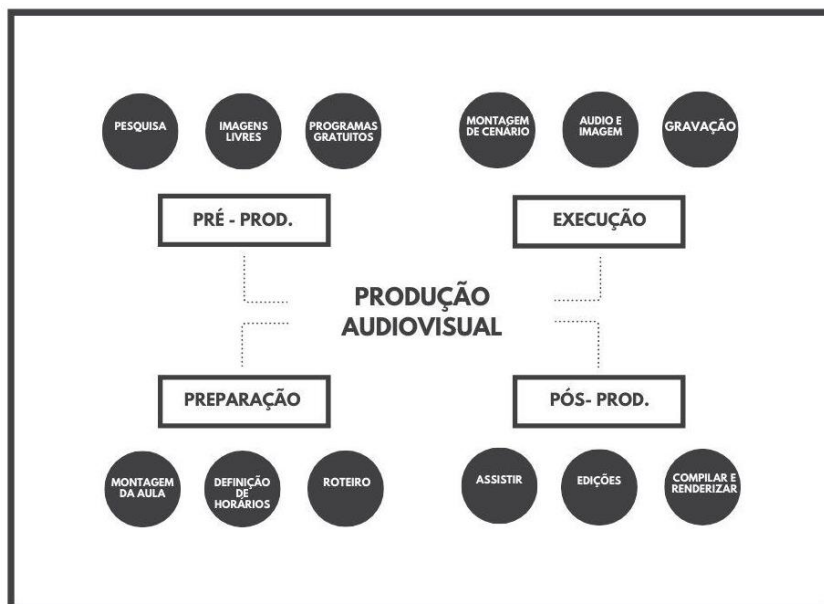 PESQUISA
IMAGENS
LIVRES
PROGRAMAS
GRATUITOS
MONTAGEM
DE CENÁRIO
AUDIO E
IMAGEM
GRAVAÇÃO
PRÉ - PROD.
EXECUÇÃO
PRODUÇÃO
AUDIOVISUAL
PREPARAÇÃO
PÓS- PROD.
MONTAGEM
DA AULA
DEFINIÇÃO
DE
HORÁRIOS
ROTEIRO
ASSISTIR
EDIÇÕES
COMPILAR E
RENDERIZAR